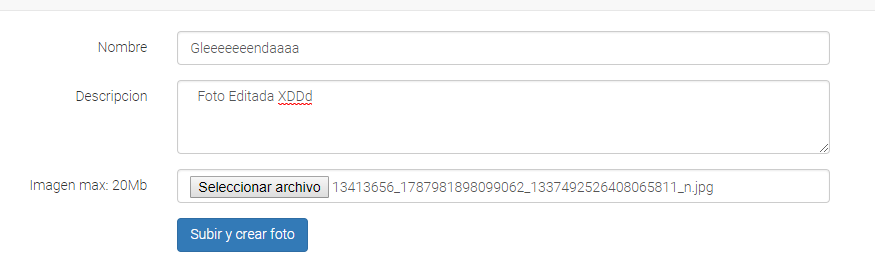 Nombre Gleeeeeeendaaaa
Descripcion Foto Editada XDDd
Imagen max: 20Mb Seleccionar archivo 13413656_1787981898099062_1337492526408065811_n.jpg
Subir y crear foto